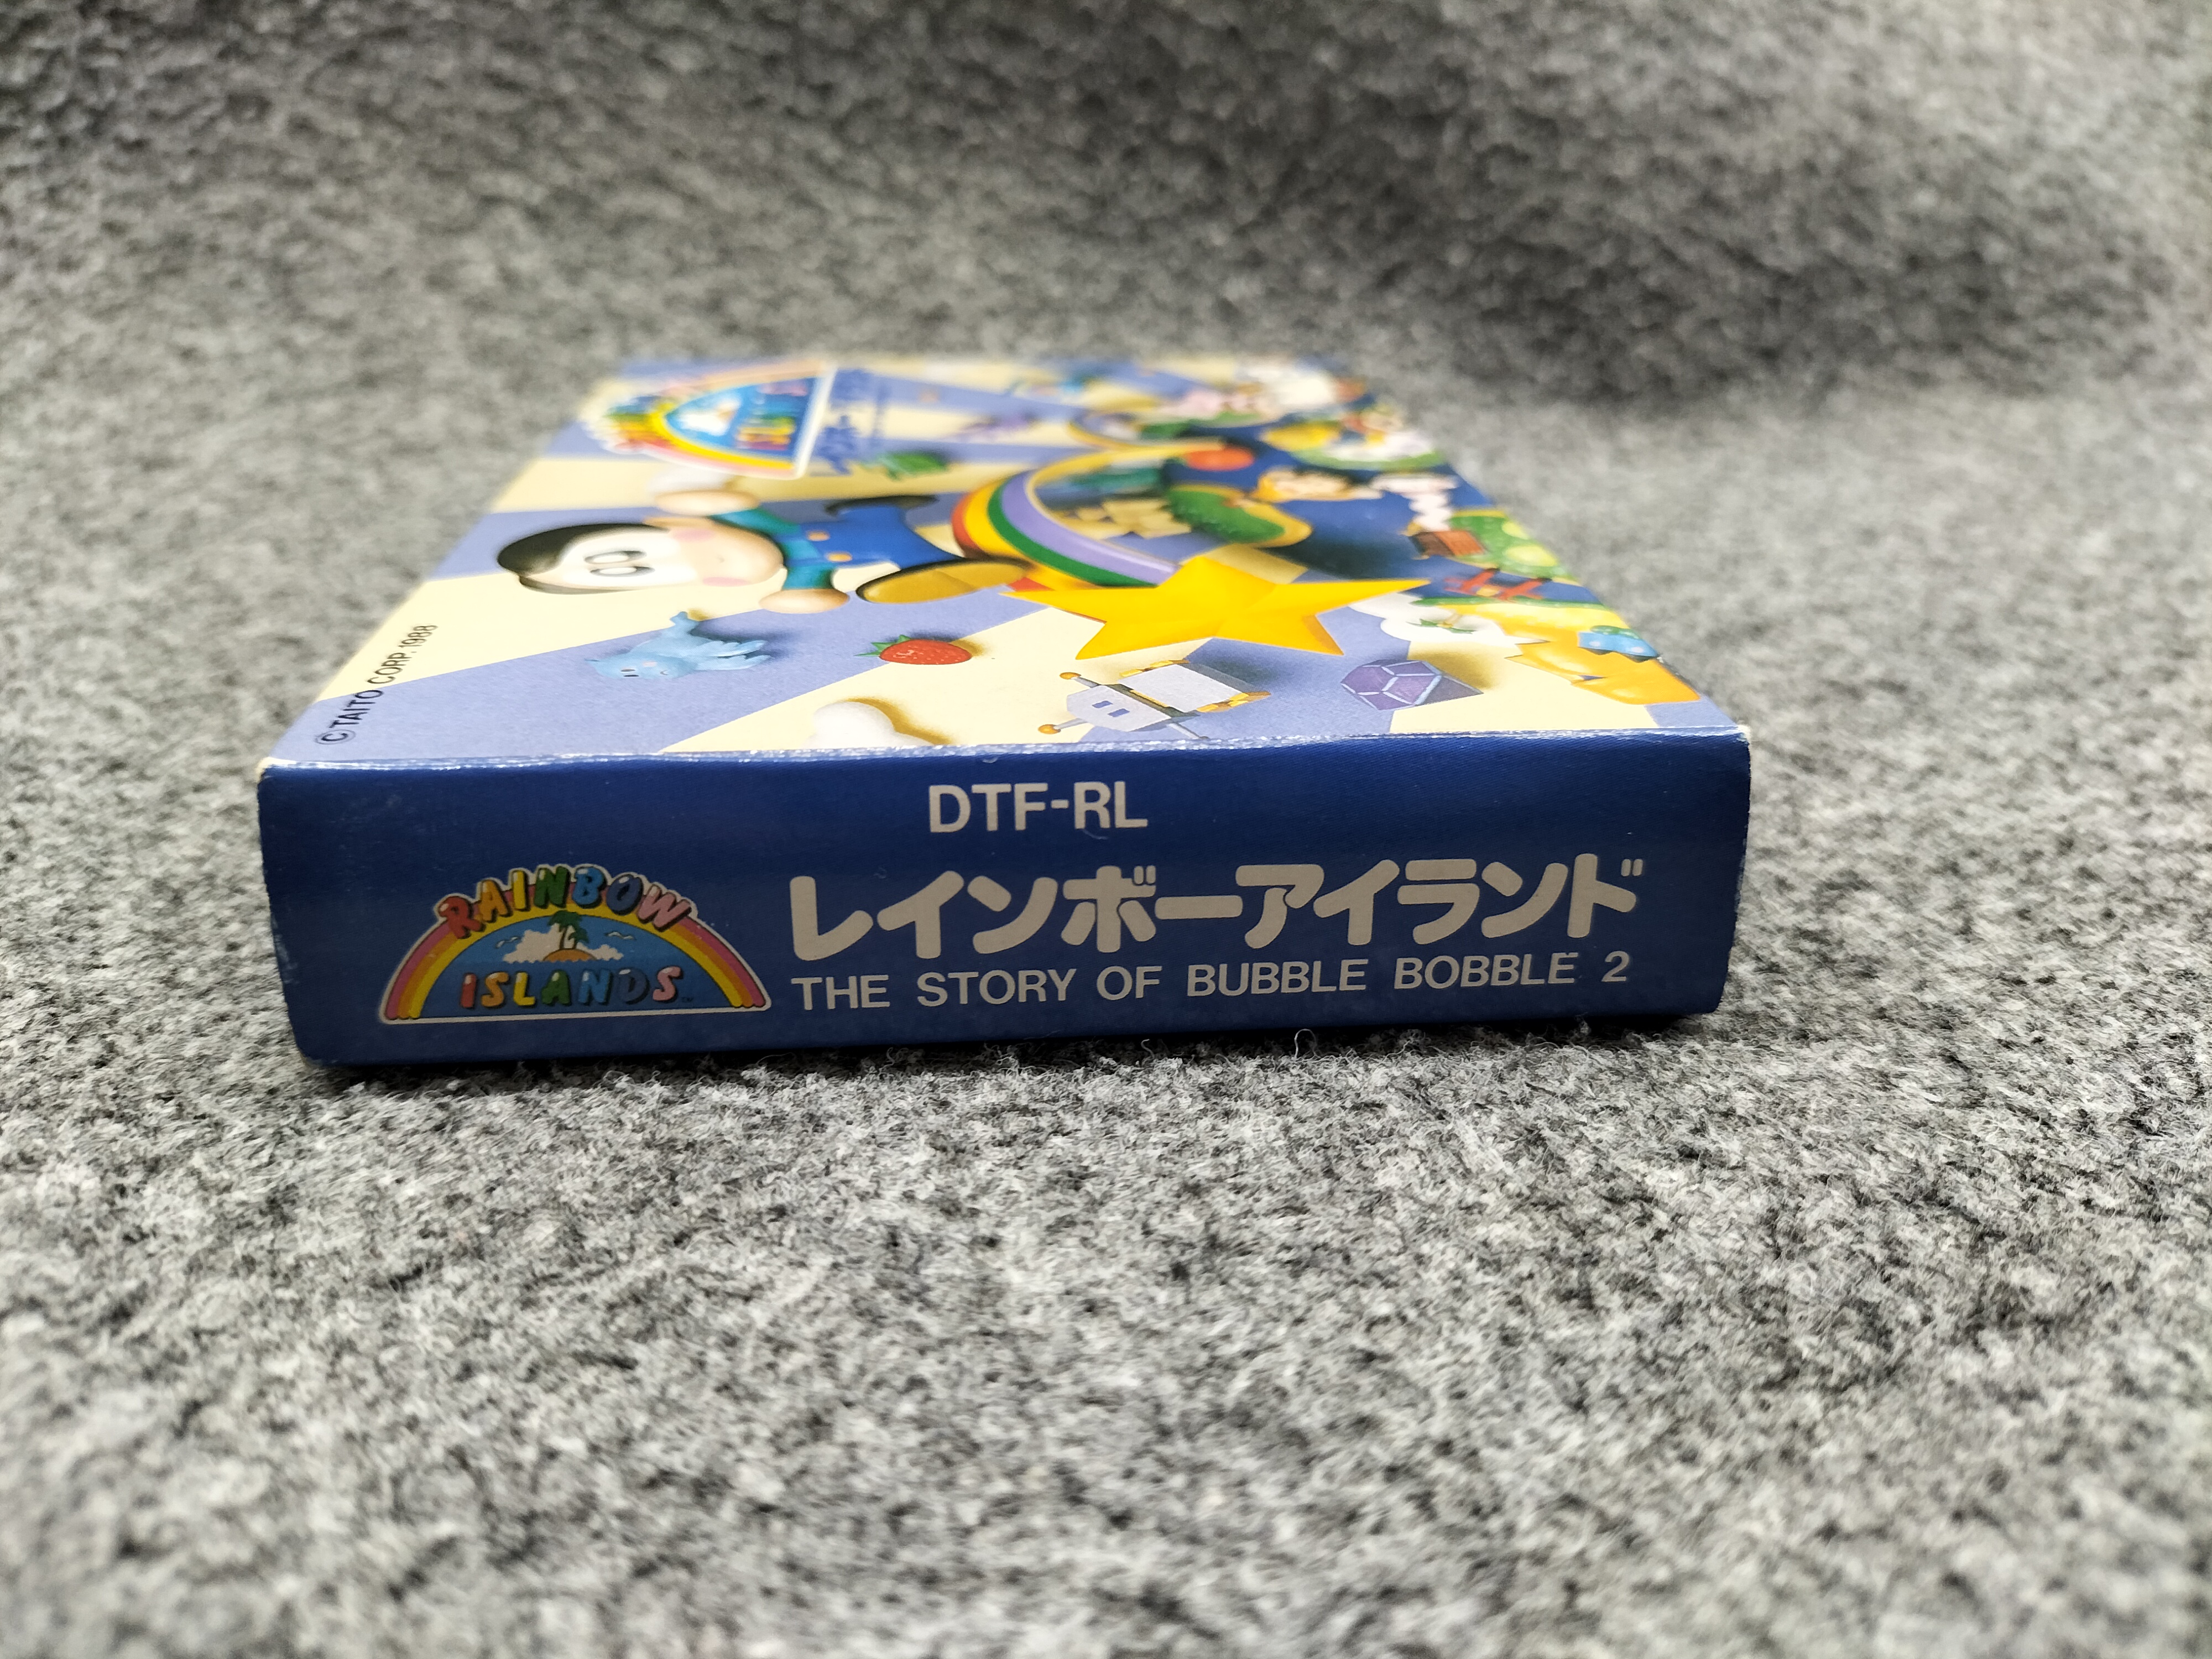 © TAITO CORP. 1988
DTF-RL
RAINBOW
ISLANDS
レインボーアイランド
THE STORY OF BUBBLE BOBBLE 2